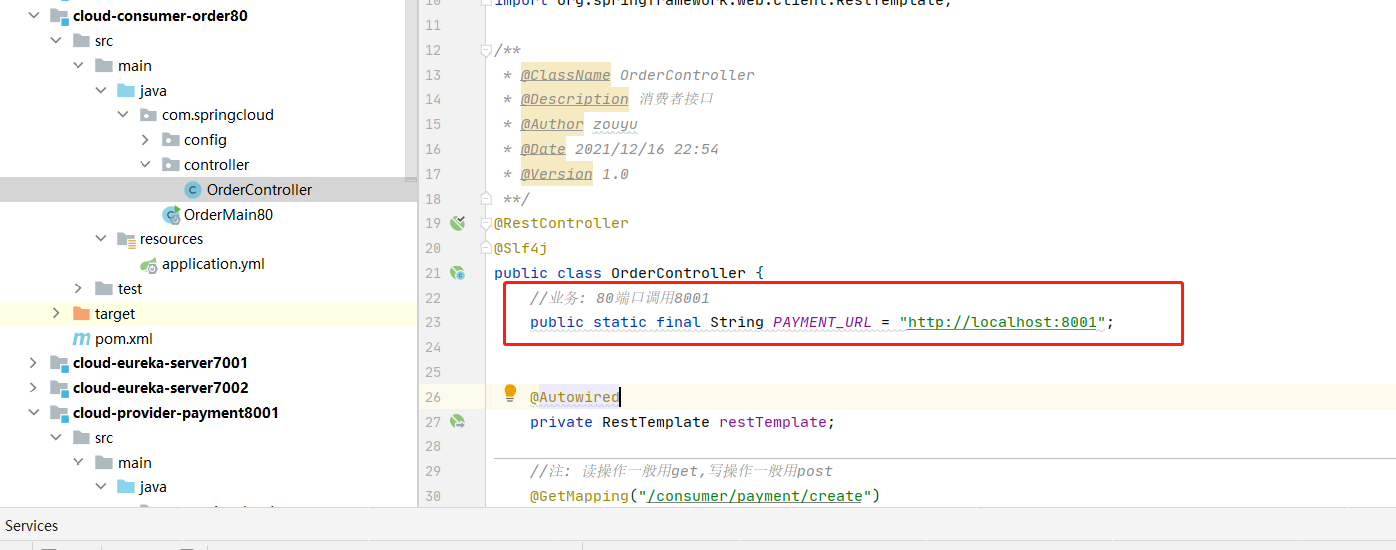 cloud-consumer-order80
src
main
java
com.springcloud
config
controller
OrderController
OrderMain80
resources
application.yml
test
target
pom.xml
cloud-eureka-server7001
cloud-eureka-server7002
cloud-provider-payment8001
src
main
java
10 import org.springframework.web.client.RestTemplate;
11
12 /**
13 * @ClassName OrderController
14 * @Description 消费者接口
15 * @Author zouyu
16 * @Date 2021/12/16 22:54
17 * @Version 1.0
18 **/
19 @RestController
20 @Slf4j
21 public class OrderController {
22 //业务: 80端口调用8001
23 public static final String PAYMENT_URL = "http://localhost:8001";
24
25
26 @Autowired
27 private RestTemplate restTemplate;
28
29 //注: 读操作一般用get,写操作一般用post
30 @GetMapping("/consumer/payment/create")
Services